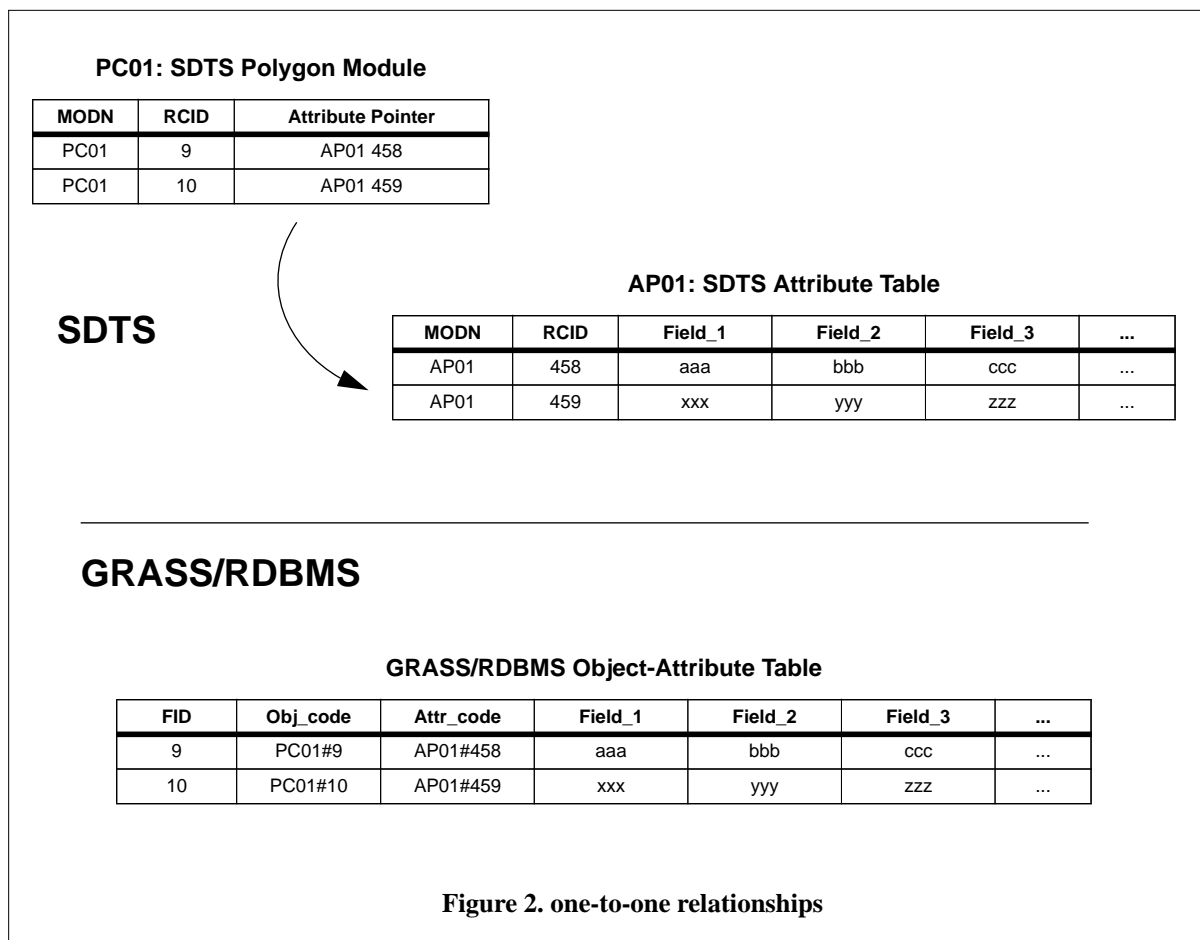 PC01: SDTS Polygon Module
MODN RCID Attribute Pointer
PC01 9 AP01 458
PC01 10 AP01 459
AP01: SDTS Attribute Table
SDTS
MODN RCID Field_1 Field_2 Field_3 ...
AP01 458 aaa bbb ccc ...
AP01 459 xxx yyy zzz ...
GRASS/RDBMS
GRASS/RDBMS Object-Attribute Table
FID Obj_code Attr_code Field_1 Field_2 Field_3 ...
9 PC01#9 AP01#458 aaa bbb ccc ...
10 PC01#10 AP01#459 xxx yyy zzz ...
Figure 2. one-to-one relationships